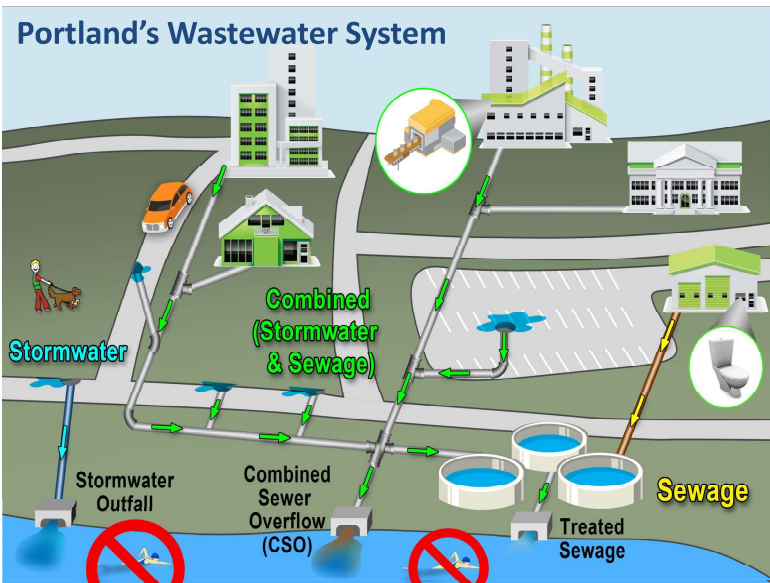 Portland's Wastewater System
Combined
(Stormwater
& Sewage)
Stormwater
Stormwater
Outfall
Combined
Sewer
Overflow
(CSO)
Treated
Sewage
Sewage